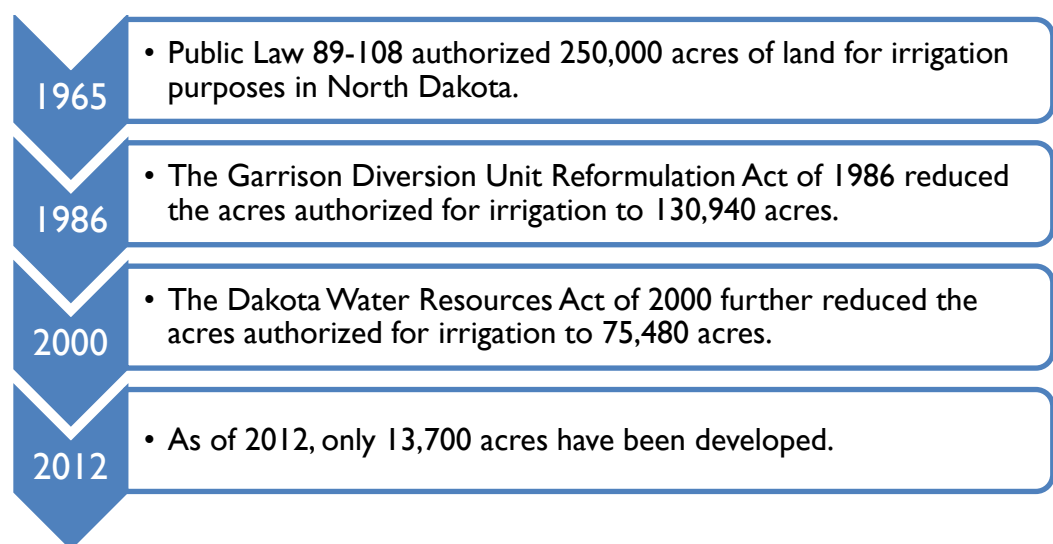 1965
• Public Law 89-108 authorized 250,000 acres of land for irrigation
purposes in North Dakota.
1986
• The Garrison Diversion Unit Reformulation Act of 1986 reduced
the acres authorized for irrigation to 130,940 acres.
2000
• The Dakota Water Resources Act of 2000 further reduced the
acres authorized for irrigation to 75,480 acres.
2012
• As of 2012, only 13,700 acres have been developed.